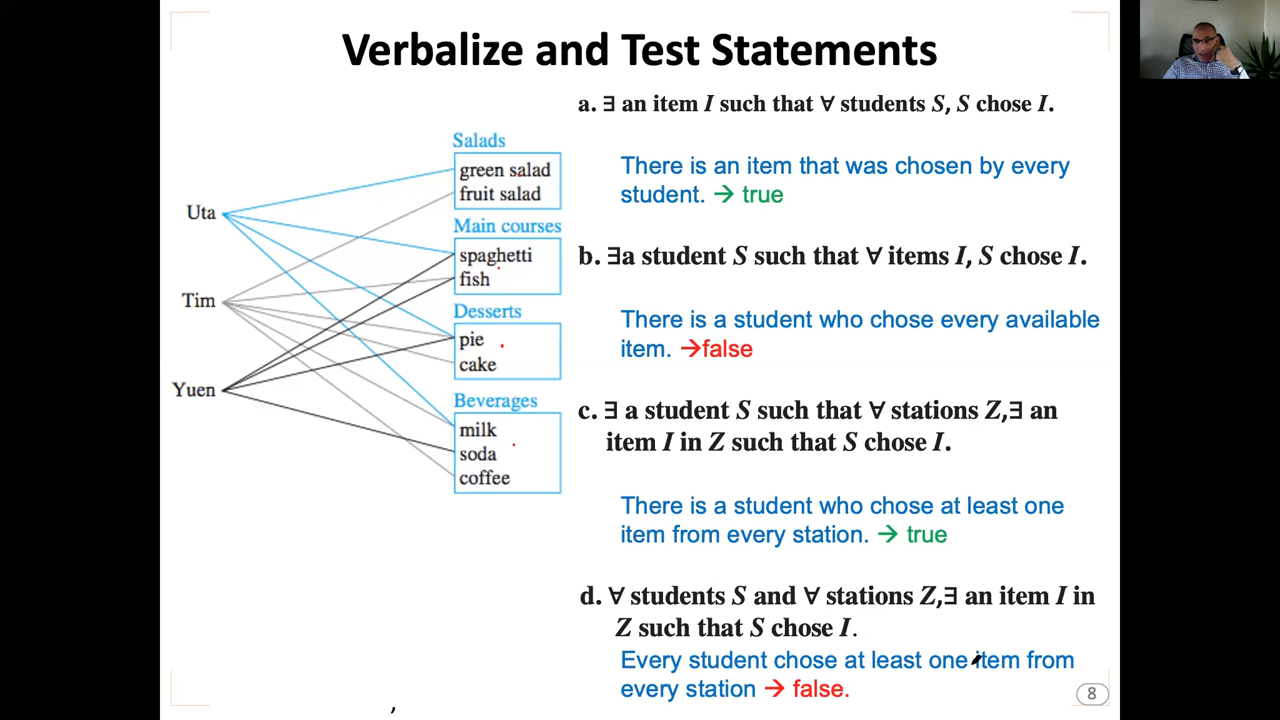 Verbalize and Test Statements
Salads
green salad
fruit salad
Main courses
spaghetti
fish
Desserts
pie
cake
Beverages
milk
soda
coffee
Uta
Tim
Yuen
a. ∃ an item I such that ∀ students S, S chose I.
There is an item that was chosen by every
student. → true
b. ∃a student S such that ∀ items I, S chose I.
There is a student who chose every available
item. →false
c. ∃ a student S such that ∀ stations Z,∃ an
item I in Z such that S chose I.
There is a student who chose at least one
item from every station. → true
d. ∀ students S and ∀ stations Z,∃ an item I in
Z such that S chose I.
Every student chose at least one item from
every station → false.
8